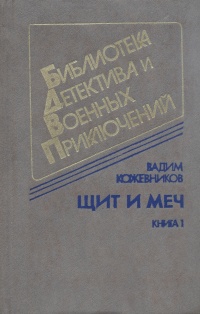 БИБЛИОТЕКА
ДЕТЕКТИВА И
ВОЕННЫХ
ПРИКЛЮЧЕНИЙ
ВАДИМ
КОЖЕВНИКОВ
ЩИТ И МЕЧ
КНИГА 1